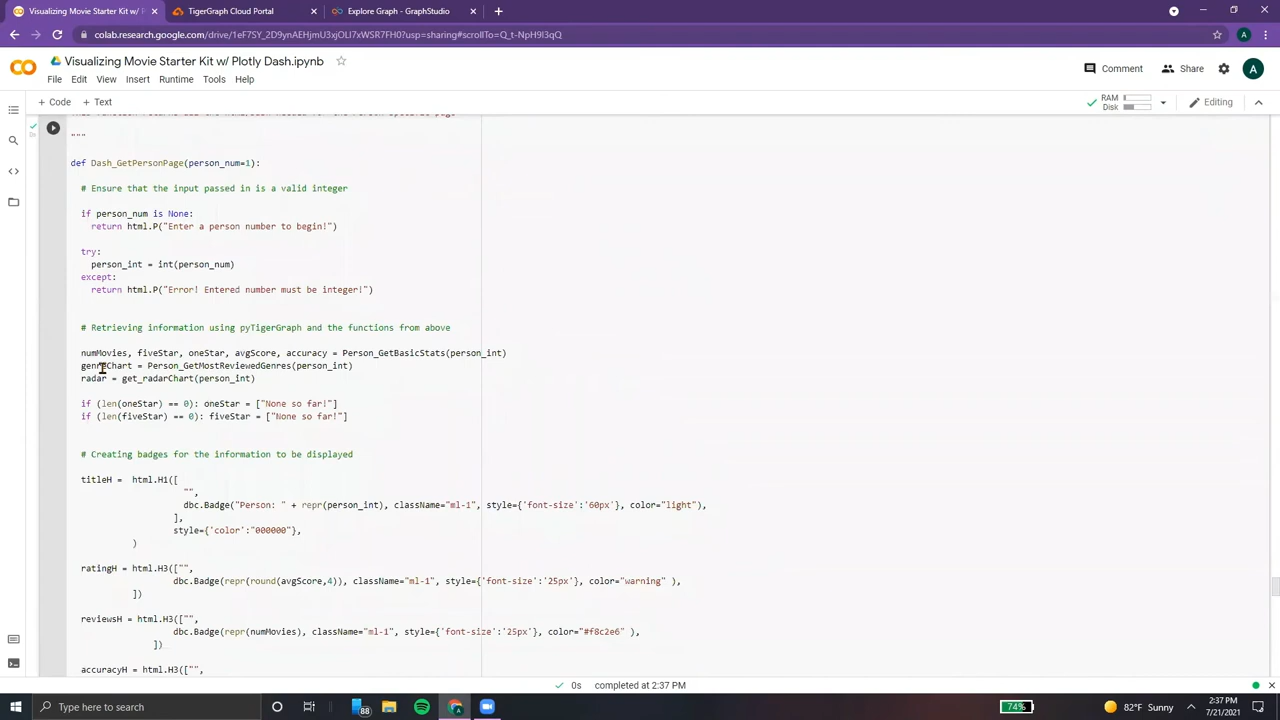 Visualizing Movie Starter Kit w/ P
TigerGraph Cloud Portal
Explore Graph - GraphStudio
colab.research.google.com/drive/1eF7SY_2D9ynAEHjmU3xjOLI7xWSR7FH0?usp=sharing#scrollTo=Q_t-NpH9l3qQ
A
Visualizing Movie Starter Kit w/ Plotly Dash.ipynb
Comment
Share
A
File Edit View Insert Runtime Tools Help
+ Code + Text
RAM
Disk
Editing
"""
def Dash_GetPersonPage(person_num=1):
# Ensure that the input passed in is a valid integer
if person_num is None:
return html.P("Enter a person number to begin!")
try:
person_int = int(person_num)
except:
return html.P("Error! Entered number must be integer!")
# Retrieving information using pyTigerGraph and the functions from above
numMovies, fiveStar, oneStar, avgScore, accuracy = Person_GetBasicStats(person_int)
genreChart = Person_GetMostReviewedGenres(person_int)
radar = get_radarChart(person_int)
if (len(oneStar) == 0): oneStar = ["None so far!"]
if (len(fiveStar) == 0): fiveStar = ["None so far!"]
# Creating badges for the information to be displayed
titleH = html.H1([
"",
dbc.Badge("Person: " + repr(person_int), className="ml-1", style={'font-size':'60px'}, color="light"),
],
style={'color':"000000"},
)
ratingH = html.H3(["",
dbc.Badge(repr(round(avgScore,4)), className="ml-1", style={'font-size':'25px'}, color="warning" ),
])
reviewsH = html.H3(["",
dbc.Badge(repr(numMovies), className="ml-1", style={'font-size':'25px'}, color="#f8c2e6" ),
])
accuracyH = html.H3(["",
0s completed at 2:37 PM
Type here to search
88
74%
82°F Sunny
2:37 PM
7/21/2021